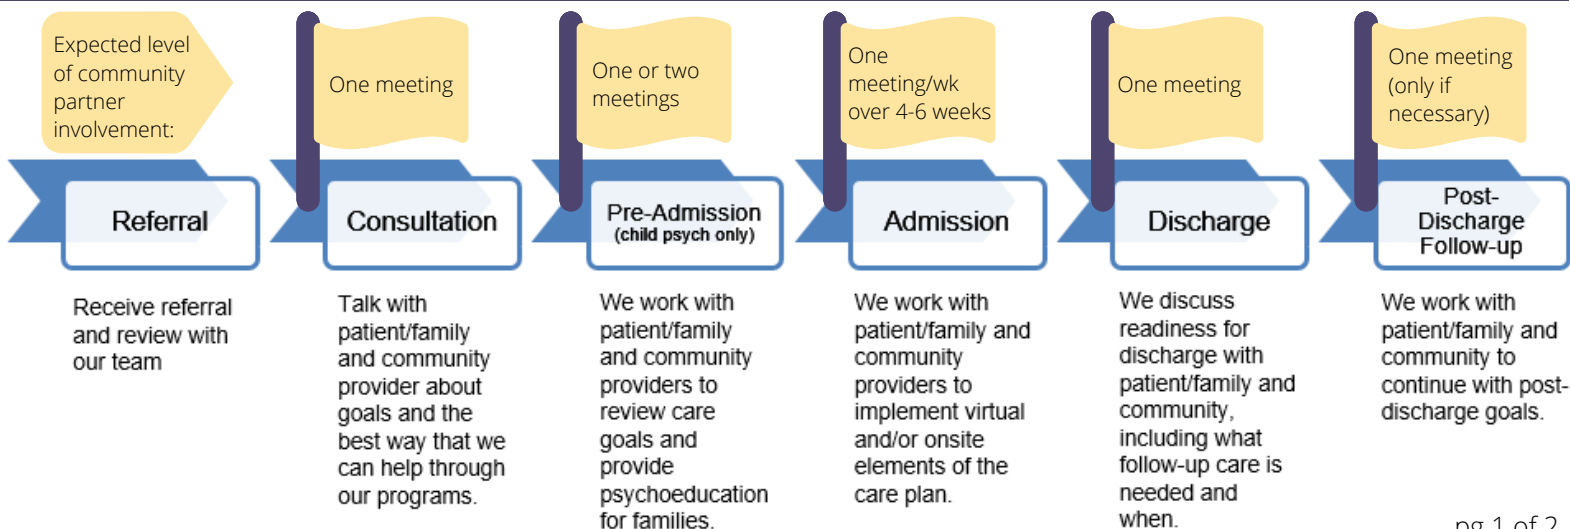 Expected level
of community
partner
involvement:
One meeting
One or two
meetings
One
meeting/wk
over 4-6 weeks
One meeting
One meeting
(only if
necessary)
Referral
Consultation
Pre-Admission
(child psych only)
Admission
Discharge
Post-
Discharge
Follow-up
Receive referral
and review with
our team
Talk with
patient/family
and community
provider about
goals and the
best way that we
can help through
our programs.
We work with
patient/family
and community
providers to
review care
goals and
provide
psychoeducation
for families.
We work with
patient/family and
community
providers to
implement virtual
and/or onsite
elements of the
care plan.
We discuss
readiness for
discharge with
patient/family and
community,
including what
follow-up care is
needed and
when.
We work with
patient/family and
community to
continue with post-
discharge goals.
pg 1 of 2